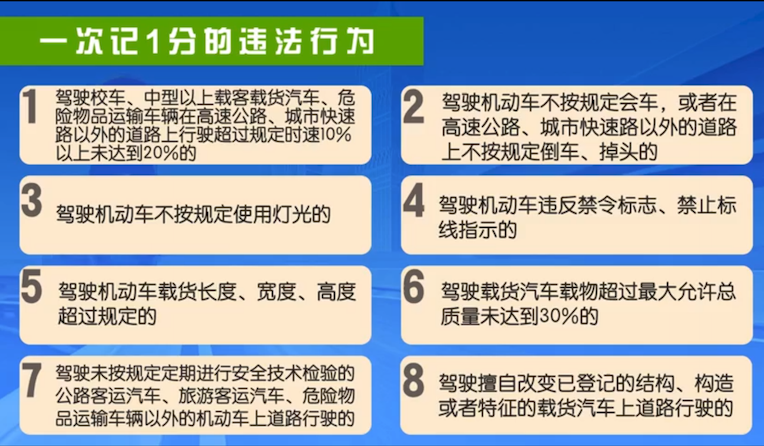 一次记1分的违法行为
1
驾驶校车、中型以上载客载货汽车、危
险物品运输车辆在高速公路、城市快速
路以外的道路上行驶超过规定时速10%
以上未达到20%的
2
驾驶机动车不按规定会车，或者在
高速公路、城市快速路以外的道路
上不按规定倒车、掉头的
3
驾驶机动车不按规定使用灯光的
4
驾驶机动车违反禁令标志、禁止标
线指示的
5
驾驶机动车载货长度、宽度、高度
超过规定的
6
驾驶载货汽车载物超过最大允许总
质量未达到30%的
7
驾驶未按规定定期进行安全技术检验的
公路客运汽车、旅游客运汽车、危险物
品运输车辆以外的机动车上道路行驶的
8
驾驶擅自改变已登记的结构、构造
或者特征的载货汽车上道路行驶的